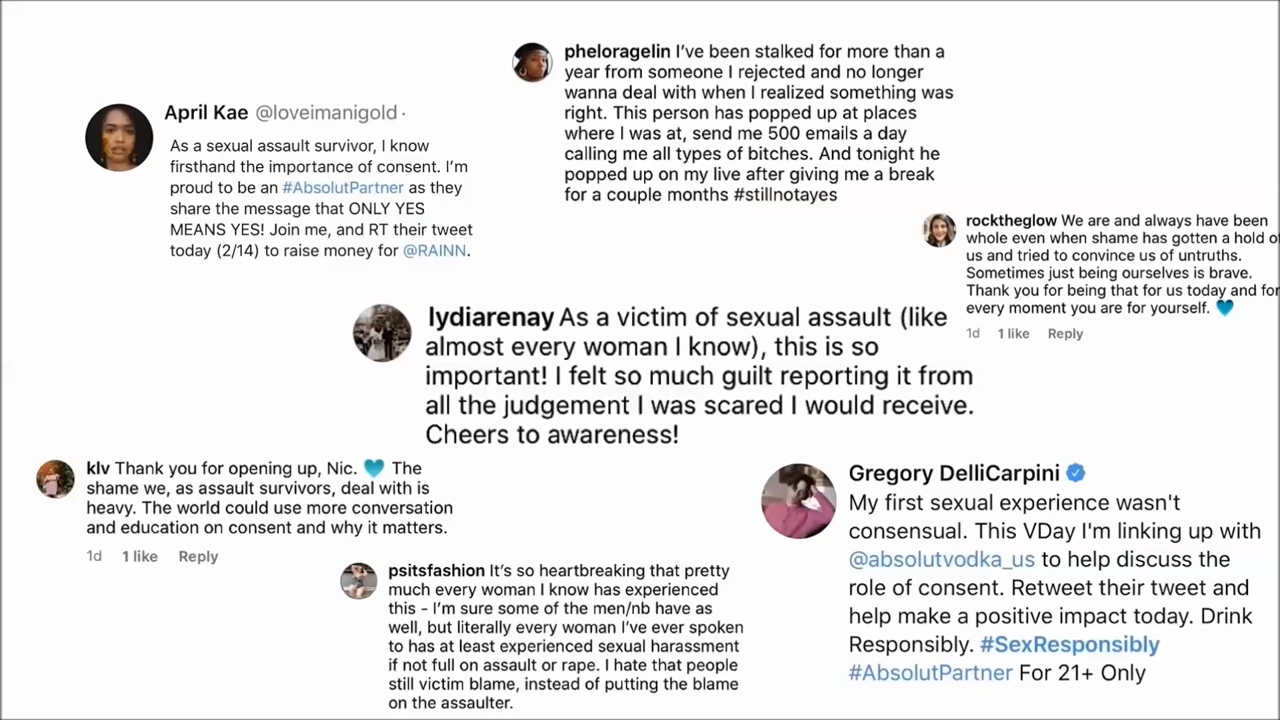 pheloragelin I’ve been stalked for more than a
year from someone I rejected and no longer
wanna deal with when I realized something was
right. This person has popped up at places
where I was at, send me 500 emails a day
calling me all types of bitches. And tonight he
popped up on my live after giving me a break
for a couple months #stillnotayes
April Kae @loveimanigold ·
As a sexual assault survivor, I know
firsthand the importance of consent. I’m
proud to be an #AbsolutPartner as they
share the message that ONLY YES
MEANS YES! Join me, and RT their tweet
today (2/14) to raise money for @RAINN.
rocktheglow We are and always have been
whole even when shame has gotten a hold of
us and tried to convince us of untruths.
Sometimes just being ourselves is brave.
Thank you for being that for us today and for
every moment you are for yourself. 🩵
1d 1 like Reply
lydiarenay As a victim of sexual assault (like
almost every woman I know), this is so
important! I felt so much guilt reporting it from
all the judgement I was scared I would receive.
Cheers to awareness!
klv Thank you for opening up, Nic. 🩵 The
shame we, as assault survivors, deal with is
heavy. The world could use more conversation
and education on consent and why it matters.
1d 1 like Reply
Gregory DelliCarpini
My first sexual experience wasn't
consensual. This VDay I'm linking up with
@absolutvodka_us to help discuss the
role of consent. Retweet their tweet and
help make a positive impact today. Drink
Responsibly. #SexResponsibly
#AbsolutPartner For 21+ Only
psitsfashion It’s so heartbreaking that pretty
much every woman I know has experienced
this - I’m sure some of the men/nb have as
well, but literally every woman I’ve ever spoken
to has at least experienced sexual harassment
if not full on assault or rape. I hate that people
still victim blame, instead of putting the blame
on the assaulter.